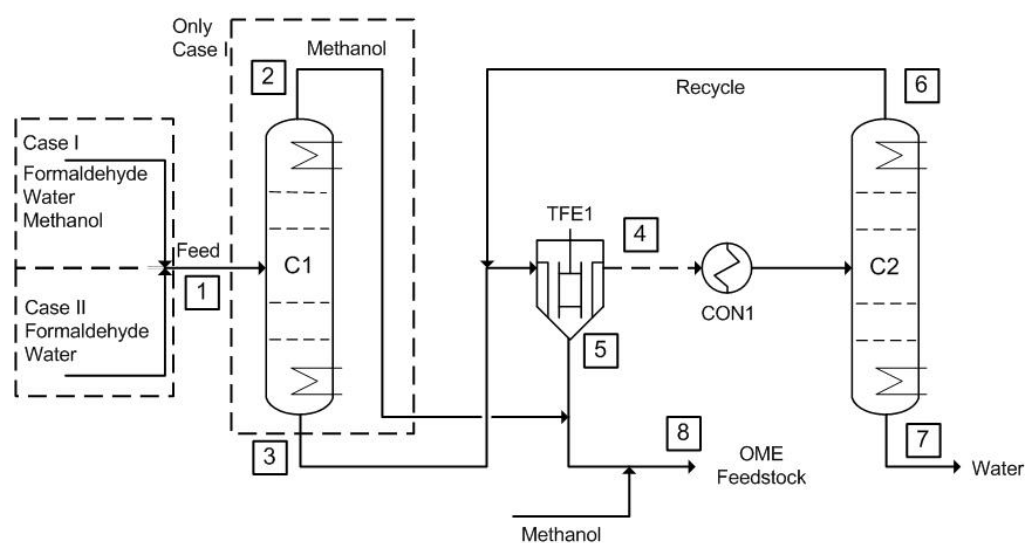 Only
Case I
Methanol
2
6
Recycle
Case I
Formaldehyde
Water
Methanol
TFE1
4
Feed
C1
C2
1
Case II
Formaldehyde
Water
CON1
5
8
7
3
OME
Feedstock
Water
Methanol